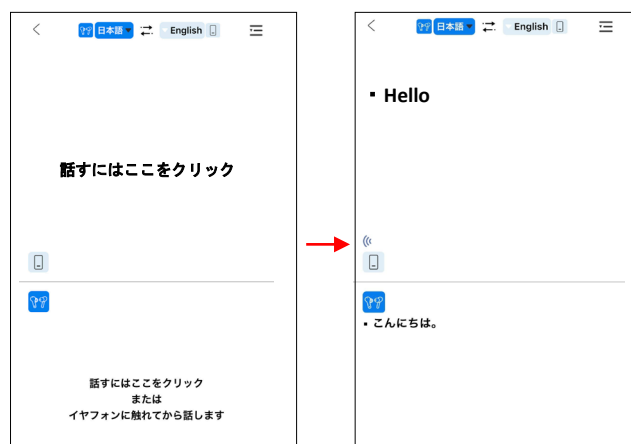 日本語 English
話すにはここをクリック
話すにはここをクリック
または
イヤフォンに触れてから話します
日本語 English
▪ Hello
▪ こんにちは。